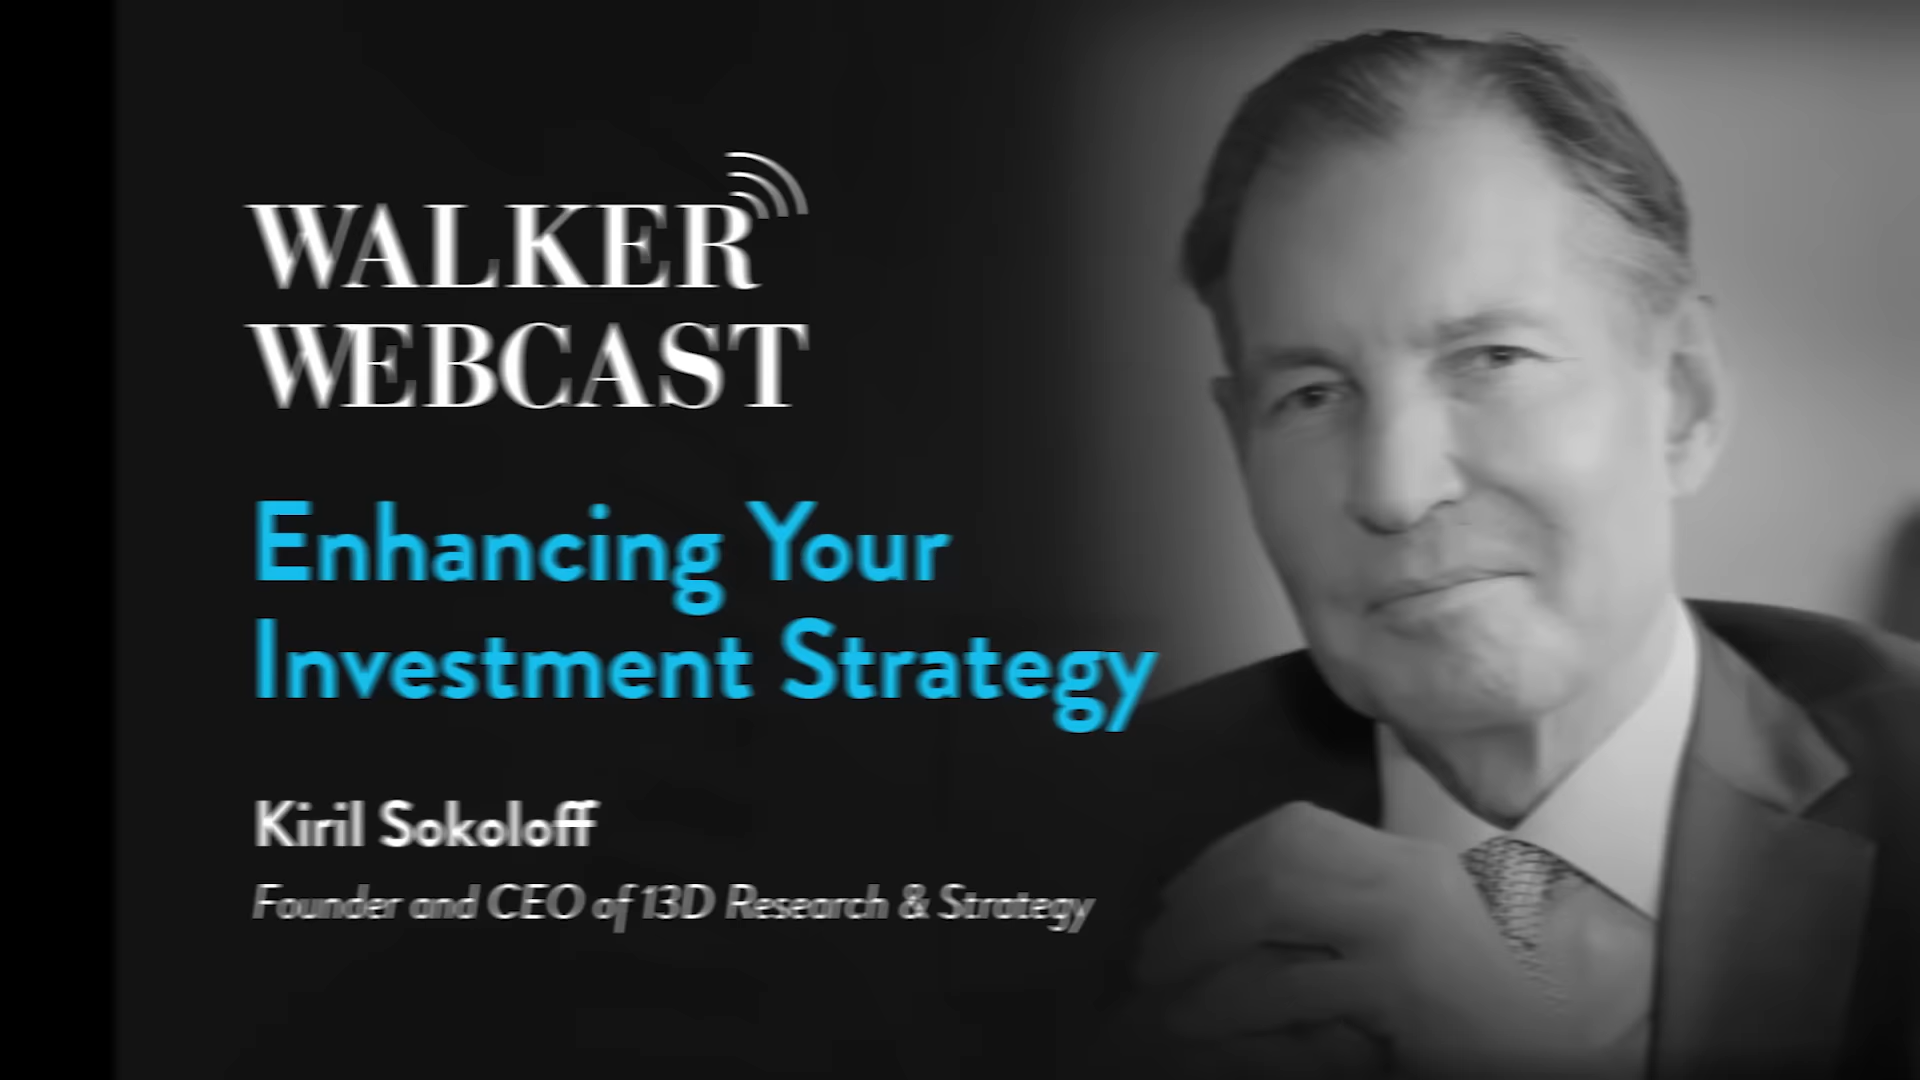 WALKER
WEBCAST
Enhancing Your
Investment Strategy
Kiril Sokoloff
Founder and CEO of 13D Research & Strategy